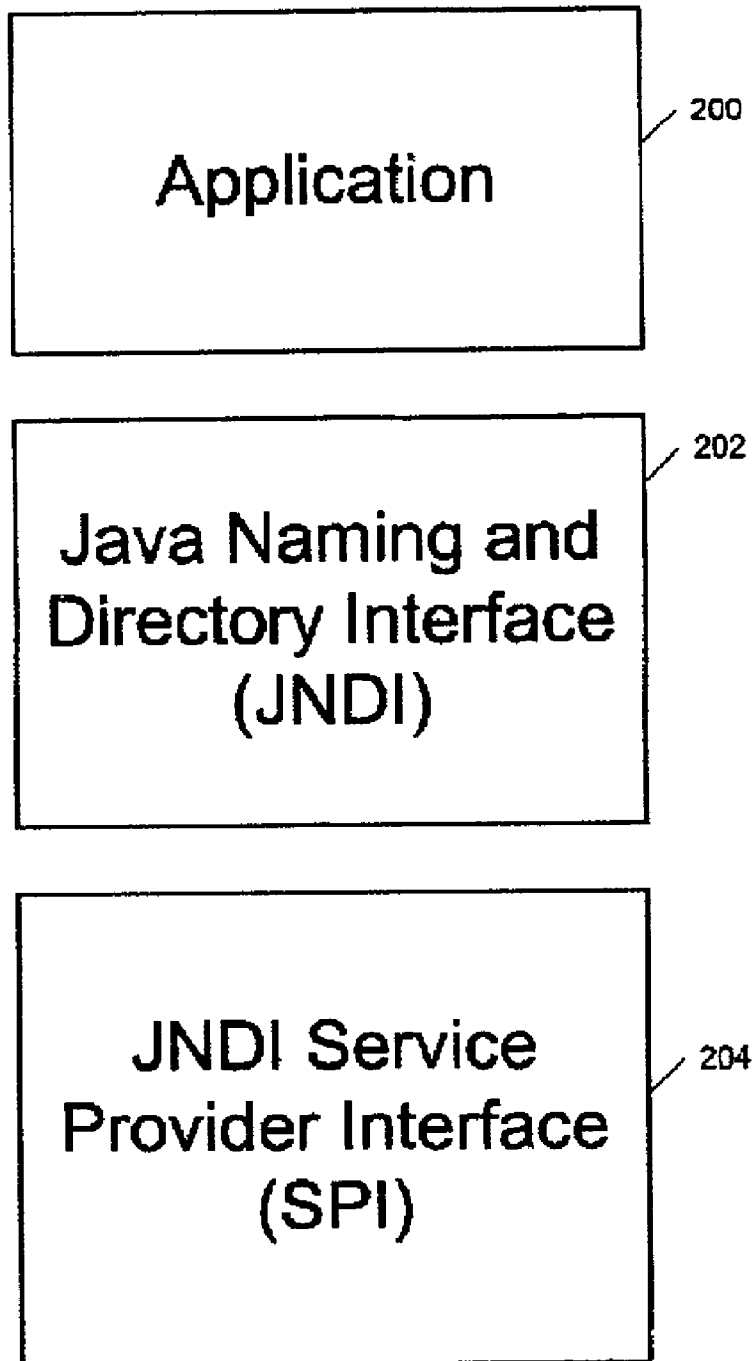 Application
200
Java Naming and
Directory Interface
(JNDI)
202
JNDI Service
Provider Interface
(SPI)
204